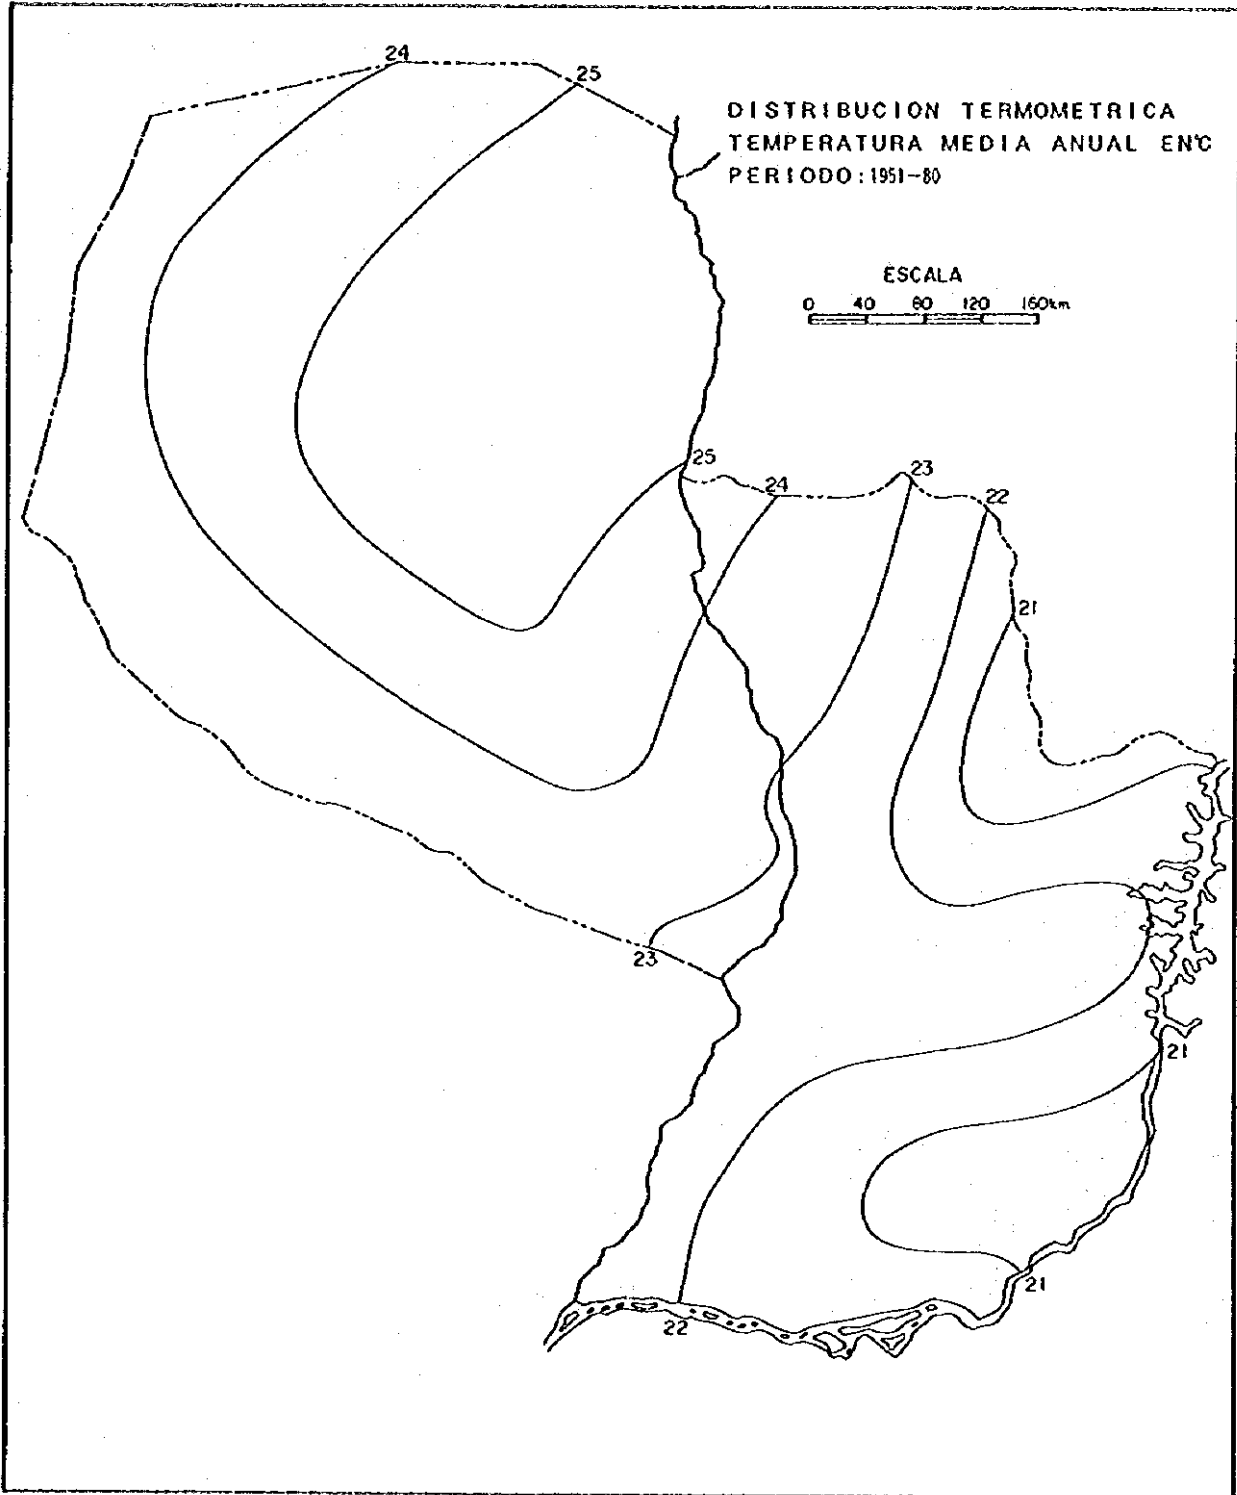 24
25
DISTRIBUCION TERMOMETRICA
TEMPERATURA MEDIA ANUAL EN°C
PERIODO: 1951-80
ESCALA
0 40 80 120 160km
25
24
23
22
21
23
21
21
22